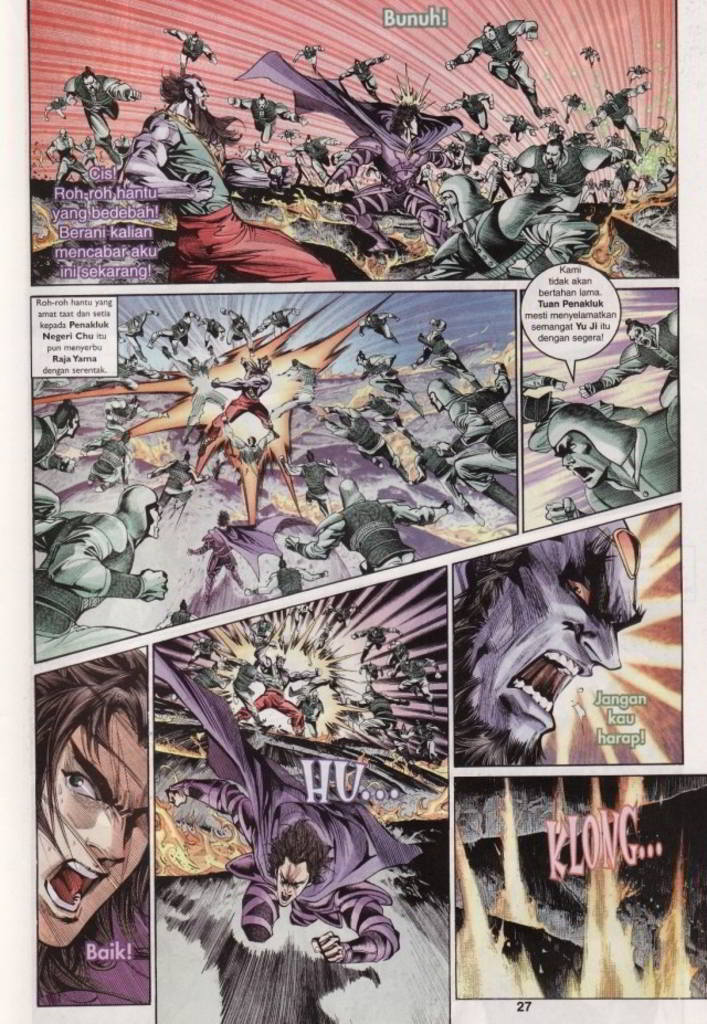 Bunuh!
Cis!
Roh-roh hantu
yang bedebah!
Berani kalian
mencabar aku
ini sekarang!
Roh-roh hantu yang
amat taat dan setia
kepada Penakluk
Negeri Chu itu
pun menyerbu
Raja Yama
dengan serentak.
Kami
tidak akan
bertahan lama.
Tuan Penakluk
mesti menyelamatkan
semangat Yu Ji itu
dengan segera!
Jangan
kau
harap!
Baik!
HU...
KLONG...
27